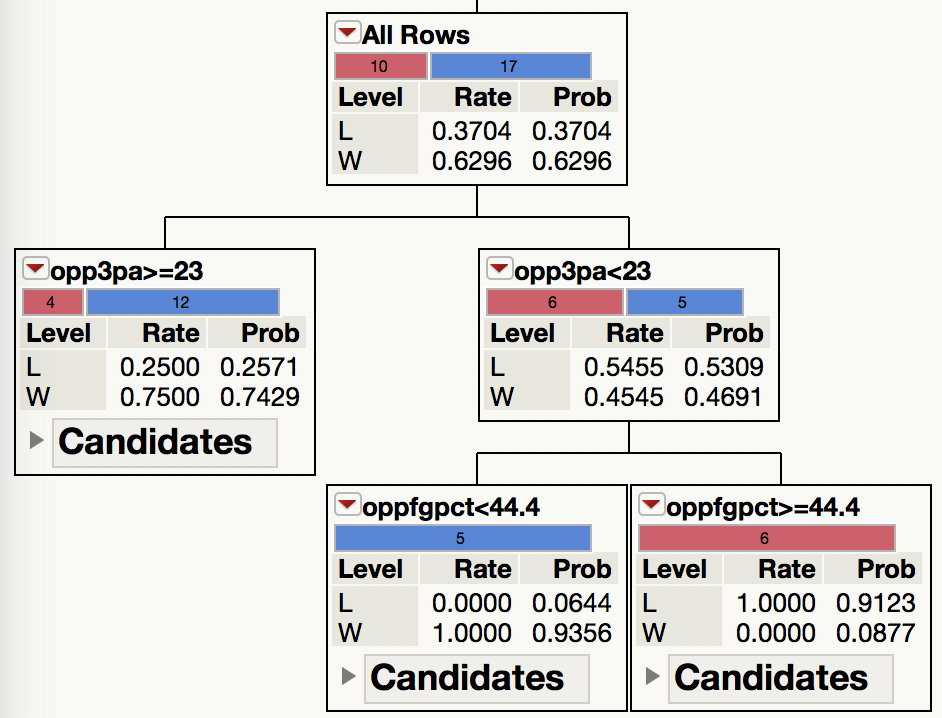 All Rows
10 17
Level Rate Prob
L 0.3704 0.3704
W 0.6296 0.6296
opp3pa>=23
4 12
Level Rate Prob
L 0.2500 0.2571
W 0.7500 0.7429
Candidates
opp3pa<23
6 5
Level Rate Prob
L 0.5455 0.5309
W 0.4545 0.4691
oppfgpct<44.4
5
Level Rate Prob
L 0.0000 0.0644
W 1.0000 0.9356
Candidates
oppfgpct>=44.4
6
Level Rate Prob
L 1.0000 0.9123
W 0.0000 0.0877
Candidates